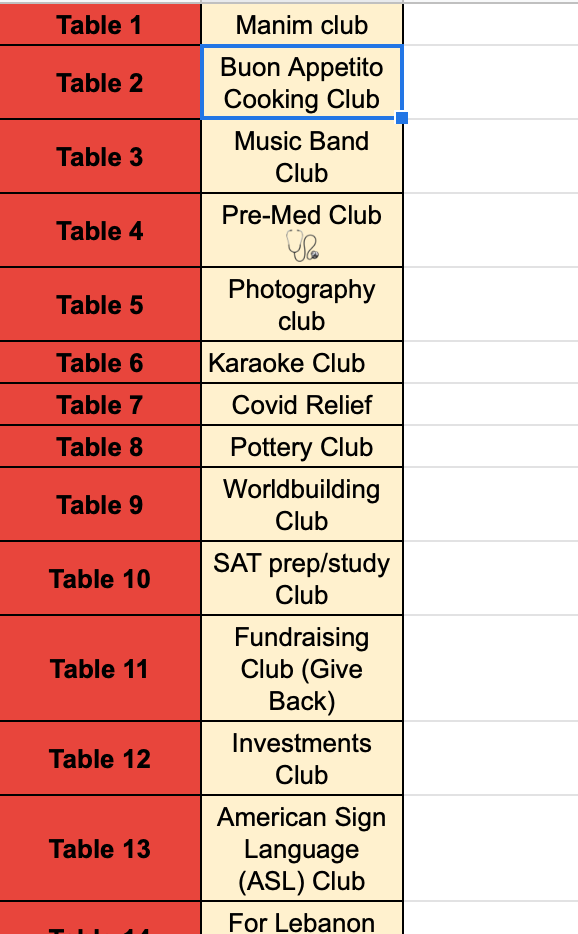 Table 1
Manim club
Table 2
Buon Appetito
Cooking Club
Table 3
Music Band
Club
Table 4
Pre-Med Club
🩺
Table 5
Photography
club
Table 6
Karaoke Club
Table 7
Covid Relief
Table 8
Pottery Club
Table 9
Worldbuilding
Club
Table 10
SAT prep/study
Club
Table 11
Fundraising
Club (Give
Back)
Table 12
Investments
Club
Table 13
American Sign
Language
(ASL) Club
Table 14
For Lebanon